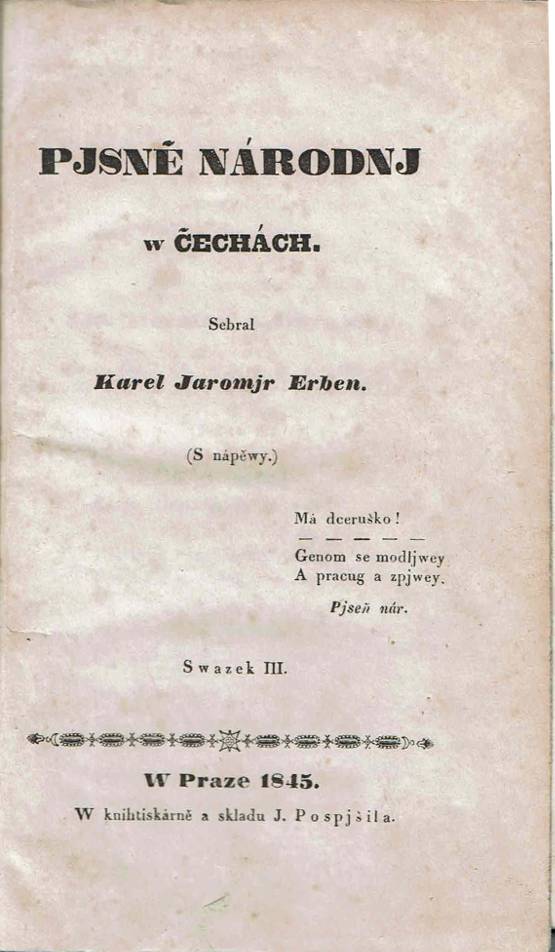 PJSNĚ NÁRODNJ
w ČECHÁCH.
Sebral
Karel Jaromjr Erben.
(S nápěwy.)
Má dceruško!
— — — — —
Genom se modljwey
A pracug a zpjwey.
Pjseň nár.
Swazek III.
W Praze 1845.
W knihtiskárně a skladu J. Pospjšila.